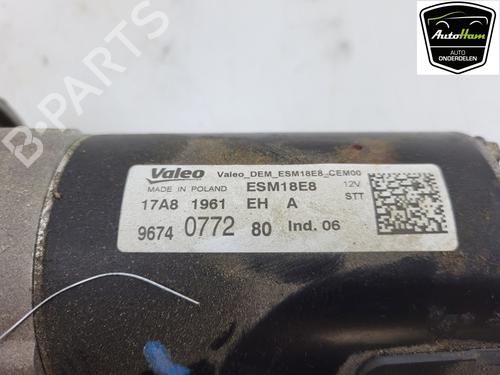 AutoHam
AUTO
ONDERDELEN
B-PARTS
Valeo Valeo_DEM_ESM18E8_CEM00
MADE IN POLAND ESM18E8 12V
17A8 1961 EH A STT
9674 0772 80 Ind. 06